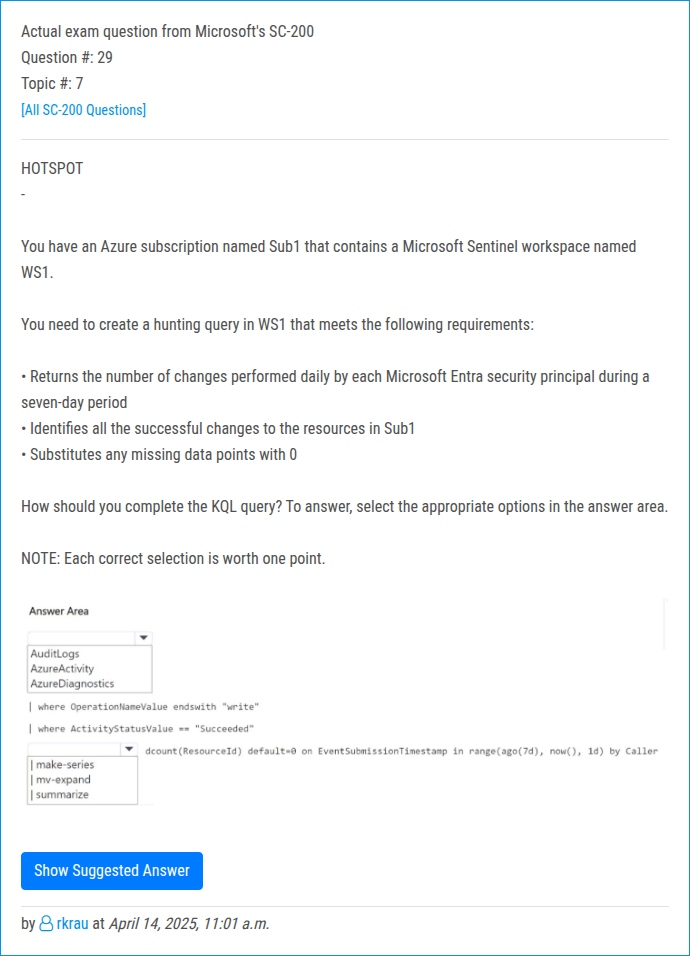 Actual exam question from Microsoft's SC-200
Question #: 29
Topic #: 7
[All SC-200 Questions]
HOTSPOT
-
You have an Azure subscription named Sub1 that contains a Microsoft Sentinel workspace named
WS1.
You need to create a hunting query in WS1 that meets the following requirements:
• Returns the number of changes performed daily by each Microsoft Entra security principal during a
seven-day period
• Identifies all the successful changes to the resources in Sub1
• Substitutes any missing data points with 0
How should you complete the KQL query? To answer, select the appropriate options in the answer area.
NOTE: Each correct selection is worth one point.
Answer Area
AuditLogs
AzureActivity
AzureDiagnostics
| where OperationNameValue endswith "write"
| where ActivityStatusValue == "Succeeded"
dcount(ResourceId) default=0 on EventSubmissionTimestamp in range(ago(7d), now(), 1d) by Caller
| make-series
| mv-expand
| summarize
Show Suggested Answer
by rkrau at April 14, 2025, 11:01 a.m.